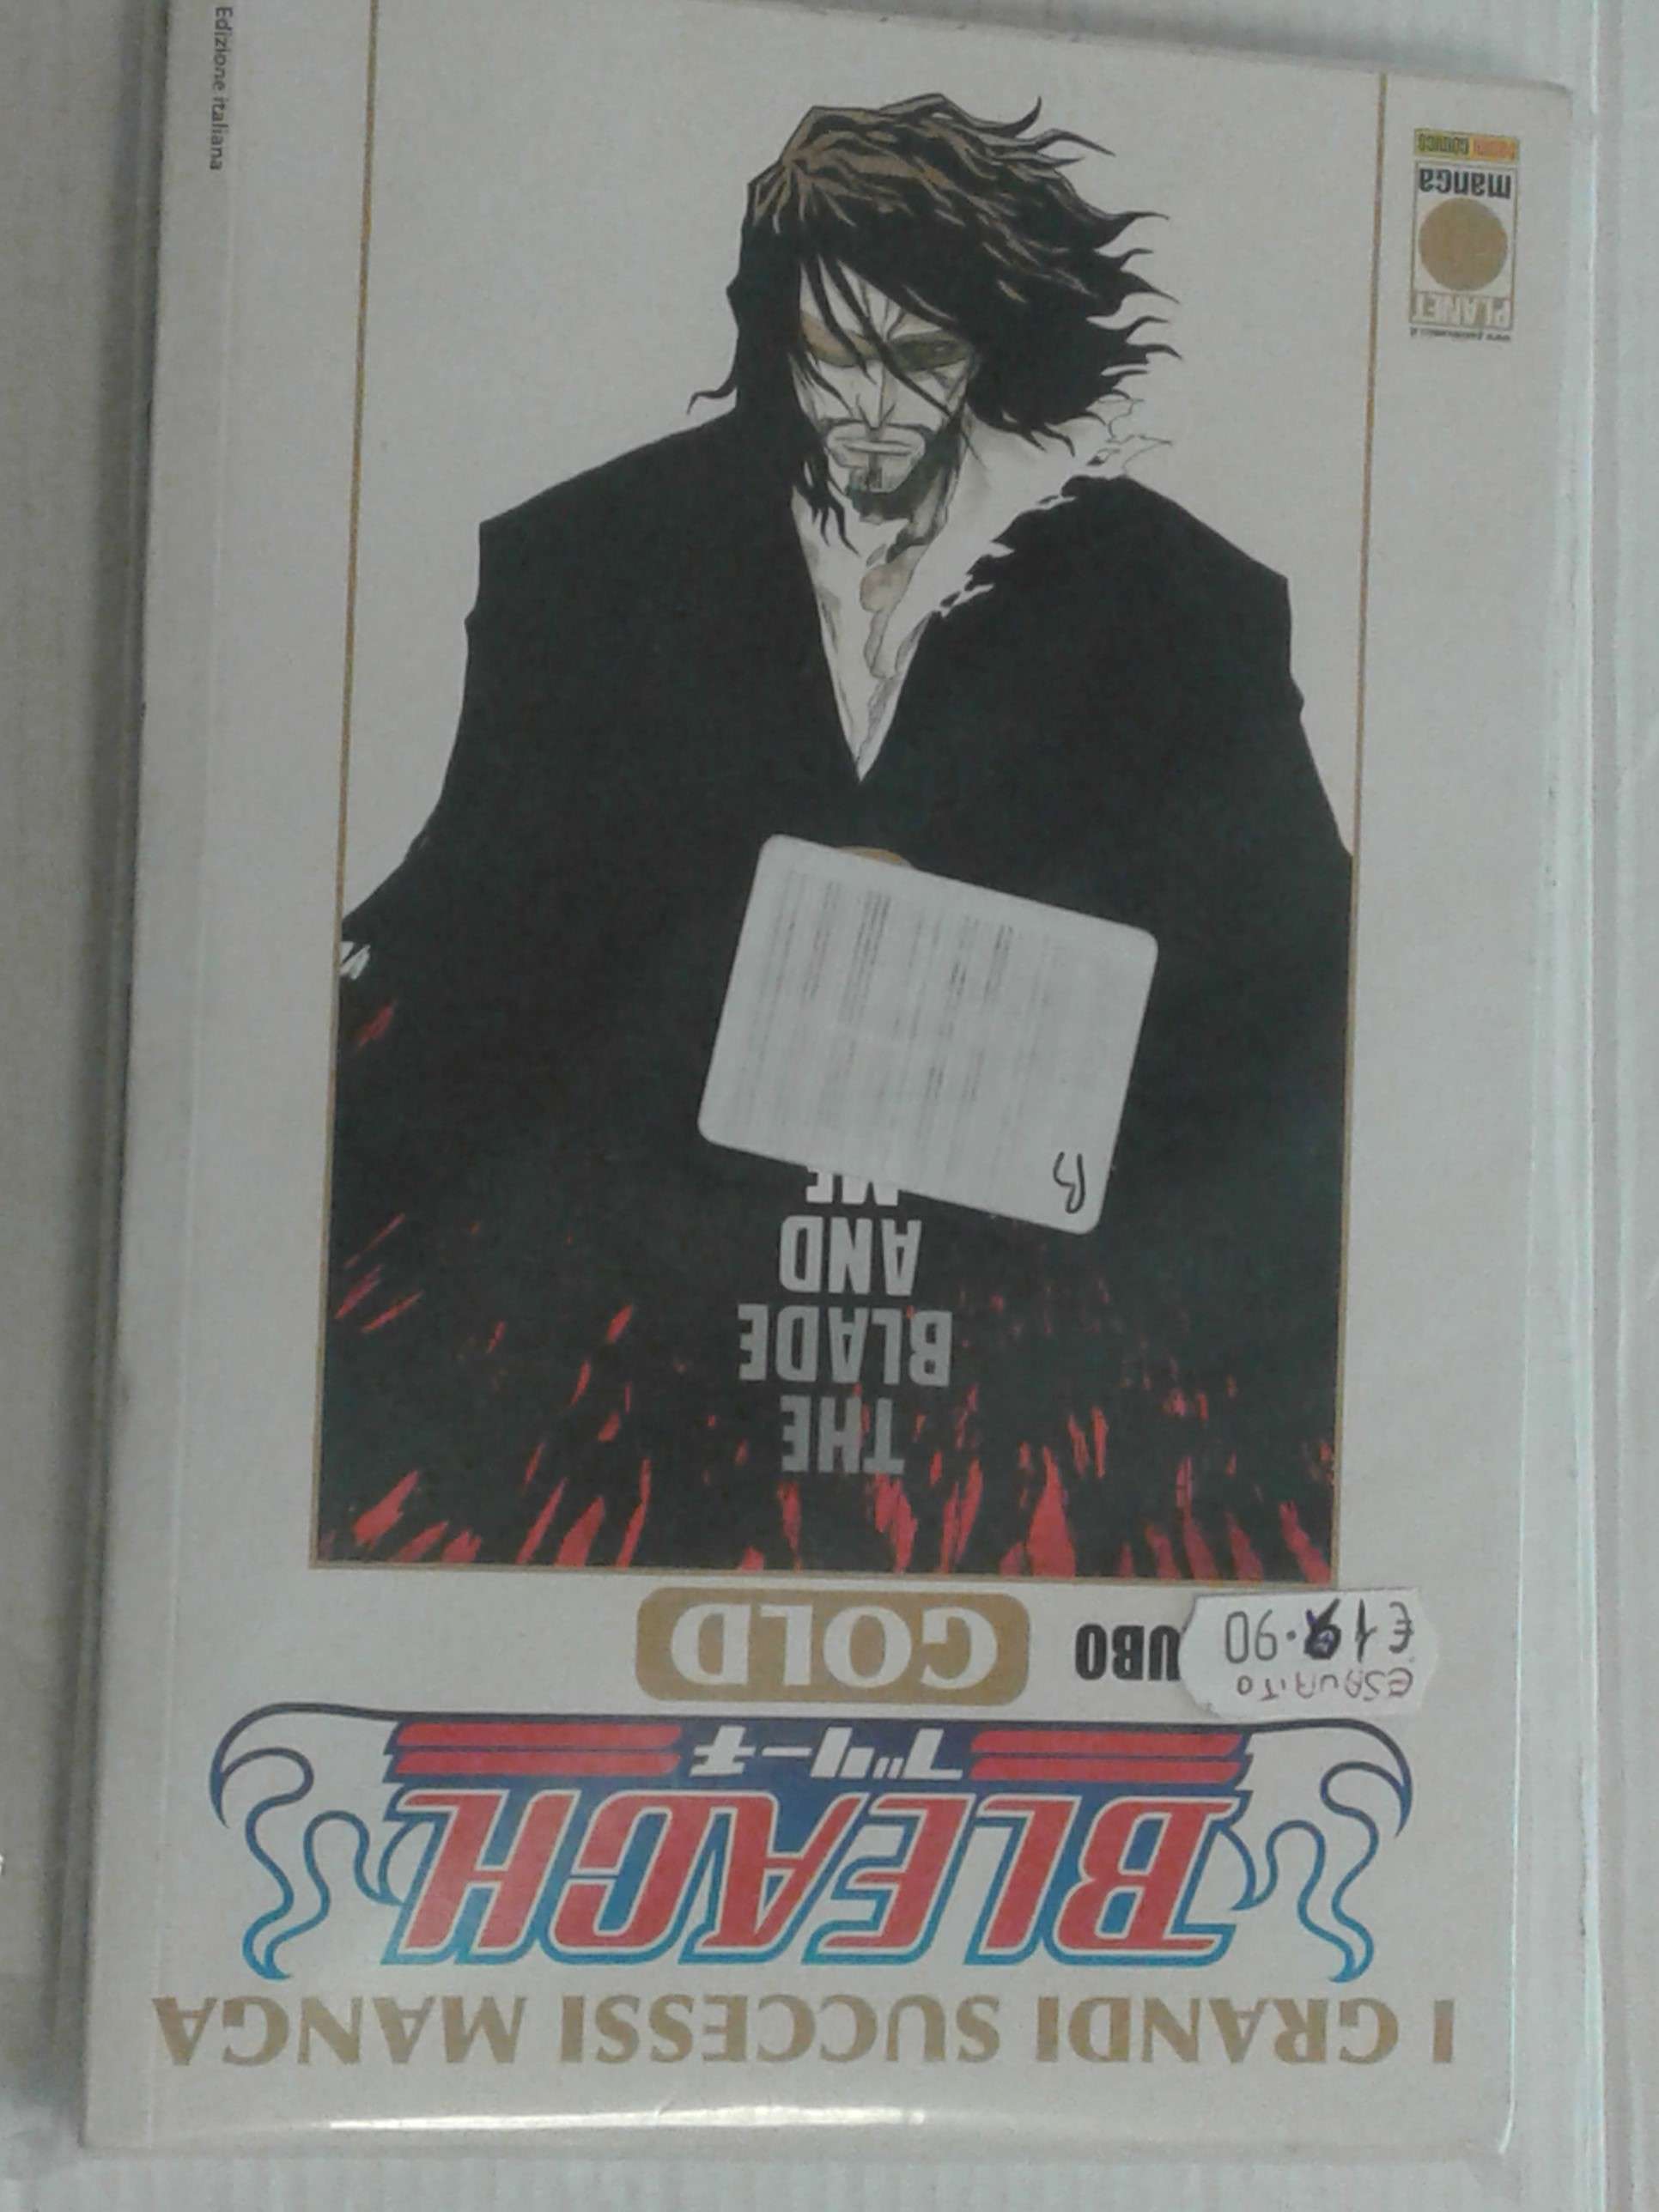 I GRANDI SUCCESSI MANGA
BLEACH
ブリーチ
ESAURITO
UBO
GOLD
THE
BLADE
AND
ME
B
PLANET
manga
COMICS
Edizione italiana